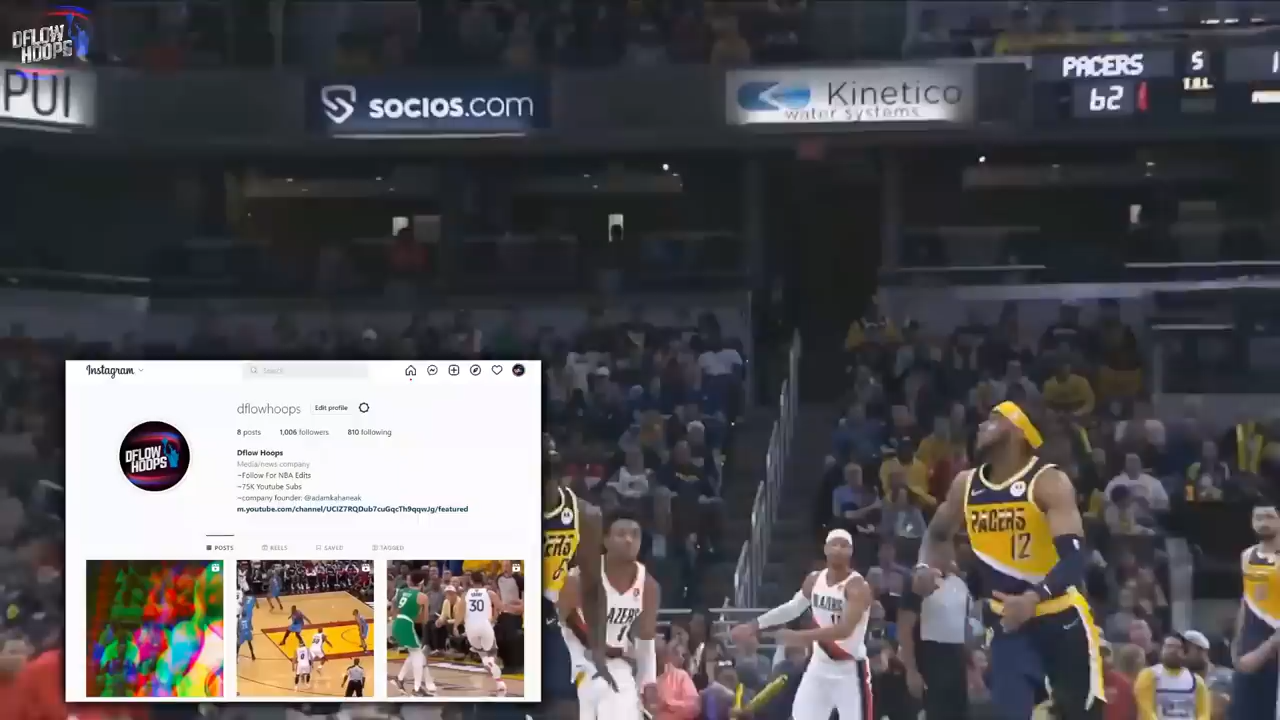 DFLOW
HOOPS
PUI
SOCIOS.COM
Kinetico
water systems
PACERS
62
5
T.O.L.
Instagram
Search
dflowhoops
Edit profile
8 posts
1,006 followers
810 following
Dflow Hoops
Media/news company
~Follow For NBA Edits
~75K Youtube Subs
~company founder: @adamkahaneak
m.youtube.com/channel/UCIZ7RQDub7cuGqcTh9qqwJg/featured
DFLOW
HOOPS
POSTS
REELS
SAVED
TAGGED
9
30
PACERS
12